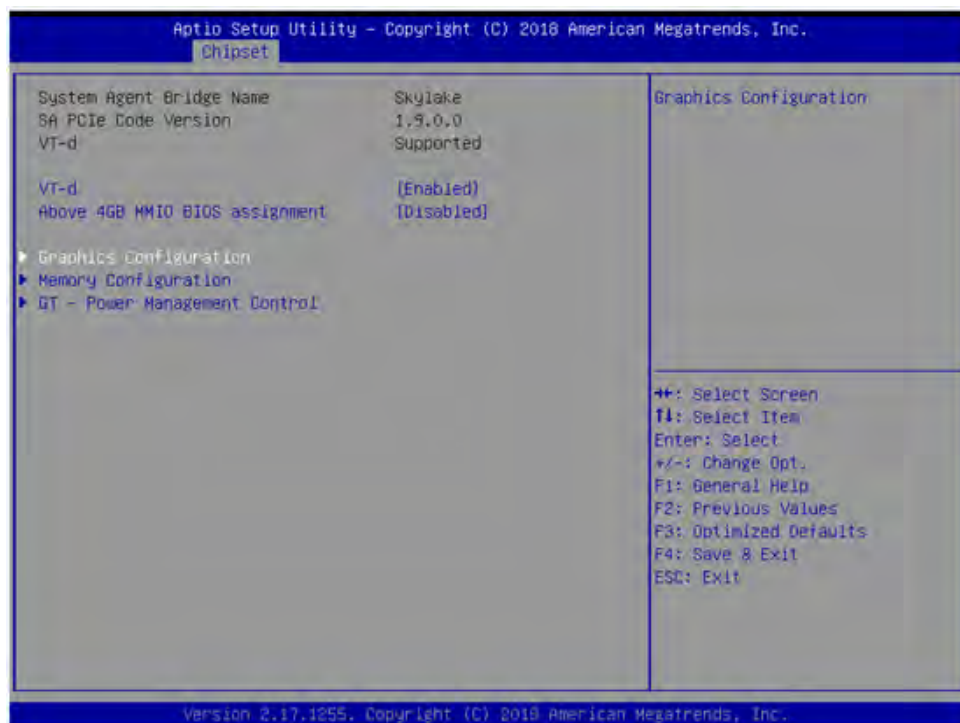 Aptio Setup Utility – Copyright (C) 2018 American Megatrends, Inc.
Chipset
System Agent Bridge Name Skylake
SA PCIe Code Version 1.9.0.0
VT-d Supported
VT-d [Enabled]
Above 4GB MMIO BIOS assignment [Disabled]
▶ Graphics Configuration
▶ Memory Configuration
▶ GT – Power Management Control
Graphics Configuration
→←: Select Screen
↑↓: Select Item
Enter: Select
+/-: Change Opt.
F1: General Help
F2: Previous Values
F3: Optimized Defaults
F4: Save & Exit
ESC: Exit
Version 2.17.1255. Copyright (C) 2018 American Megatrends, Inc.